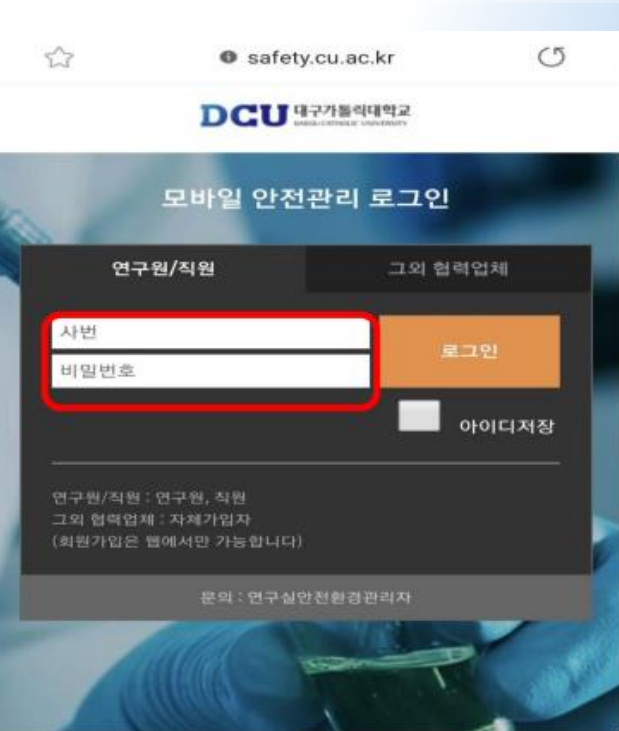 safety.cu.ac.kr
DCU 대구가톨릭대학교
DAEGU CATHOLIC UNIVERSITY
모바일 안전관리 로그인
연구원/직원
그외 협력업체
사번
로그인
비밀번호
아이디저장
연구원/직원 : 연구원, 직원
그외 협력업체 : 자체가입자
(회원가입은 웹에서만 가능합니다)
문의 : 연구실안전환경관리자